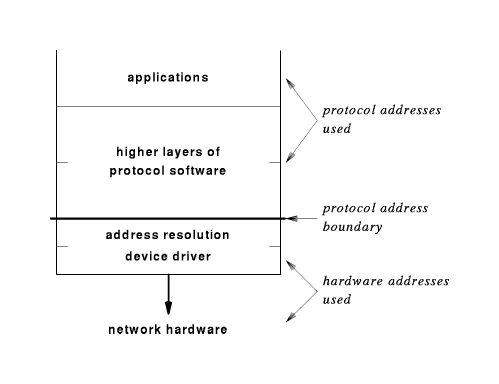 applications
protocol addresses
used
higher layers of
protocol software
protocol address
boundary
address resolution
device driver
hardware addresses
used
network hardware